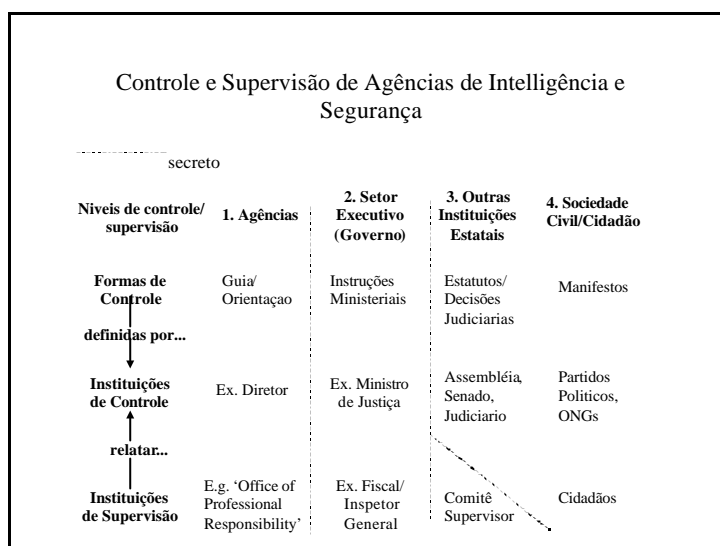 Controle e Supervisão de Agências de Intelligência e
Segurança
secreto
Niveis de controle/
supervisão
1. Agências
2. Setor
Executivo
(Governo)
3. Outras
Instituições
Estatais
4. Sociedade
Civil/Cidadão
Formas de
Controle
Guia/
Orientaçao
Instruções
Ministeriais
Estatutos/
Decisões
Judiciarias
Manifestos
definidas por...
Instituições
de Controle
Ex. Diretor
Ex. Ministro
de Justiça
Assembléia,
Senado,
Judiciario
Partidos
Politicos,
ONGs
relatar...
Instituições
de Supervisão
E.g. ‘Office of
Professional
Responsibility’
Ex. Fiscal/
Inspetor
General
Comitê
Supervisor
Cidadãos